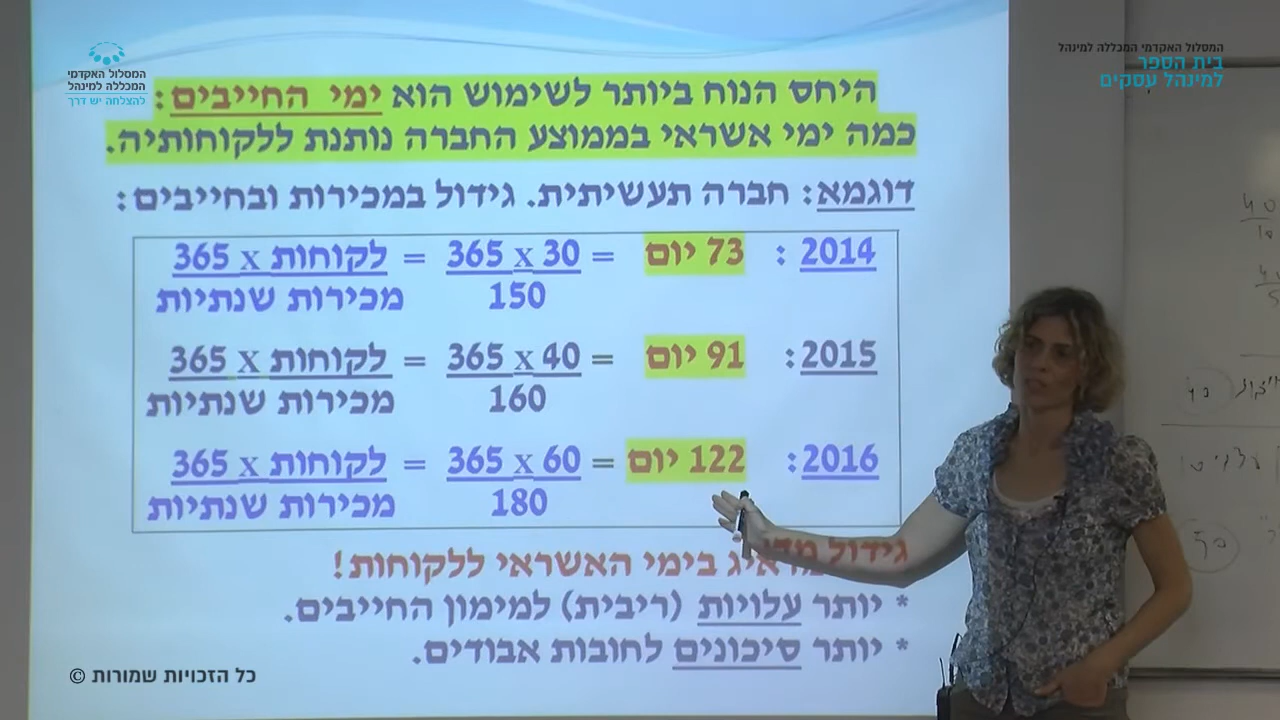 המסלול האקדמי המכללה למינהל
בית הספר
למינהל עסקים
המסלול האקדמי
המכללה למינהל
להצלחה יש דרך
היחס הנוח ביותר לשימוש הוא ימי החייבים:
כמה ימי אשראי בממוצע החברה נותנת ללקוחותיה.
דוגמא: חברה תעשיתית. גידול במכירות ובחייבים:
2014 : 73 יום = 365 x 30 = לקוחות x 365
150 מכירות שנתיות
2015 : 91 יום = 365 x 40 = לקוחות x 365
160 מכירות שנתיות
2016 : 122 יום = 365 x 60 = לקוחות x 365
180 מכירות שנתיות
גידול מדאיג בימי האשראי ללקוחות!
* יותר עלויות (ריבית) למימון החייבים.
* יותר סיכונים לחובות אבודים.
כל הזכויות שמורות ©